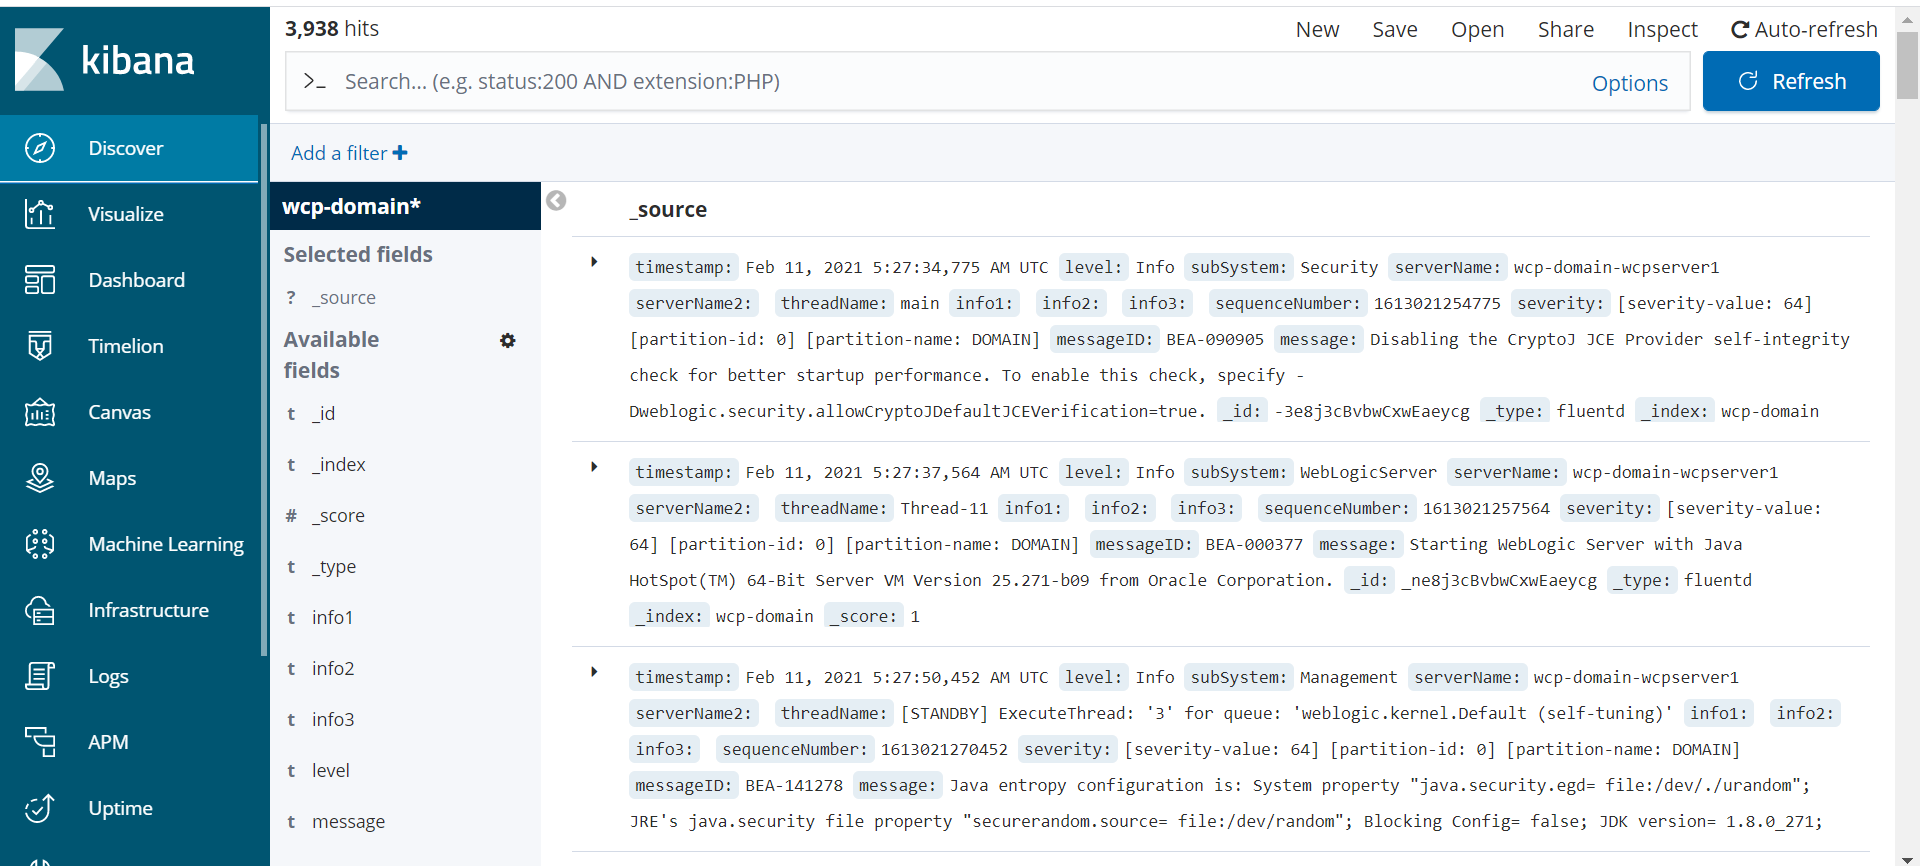 kibana
Discover
Visualize
Dashboard
Timelion
Canvas
Maps
Machine Learning
Infrastructure
Logs
APM
Uptime
3,938 hits
New Save Open Share Inspect Auto-refresh
>_ Search... (e.g. status:200 AND extension:PHP) Options Refresh
Add a filter +
wcp-domain*
Selected fields
? _source
Available
fields
t _id
t _index
# _score
t _type
t info1
t info2
t info3
t level
t message
_source
timestamp: Feb 11, 2021 5:27:34,775 AM UTC level: Info subSystem: Security serverName: wcp-domain-wcpserver1
serverName2: threadName: main info1: info2: info3: sequenceNumber: 1613021254775 severity: [severity-value: 64]
[partition-id: 0] [partition-name: DOMAIN] messageID: BEA-090905 message: Disabling the CryptoJ JCE Provider self-integrity
check for better startup performance. To enable this check, specify -
Dweblogic.security.allowCryptoJDefaultJCEVerification=true. _id: -3e8j3cBvbwCxwEaeycg _type: fluentd _index: wcp-domain
timestamp: Feb 11, 2021 5:27:37,564 AM UTC level: Info subSystem: WebLogicServer serverName: wcp-domain-wcpserver1
serverName2: threadName: Thread-11 info1: info2: info3: sequenceNumber: 1613021257564 severity: [severity-value:
64] [partition-id: 0] [partition-name: DOMAIN] messageID: BEA-000377 message: Starting WebLogic Server with Java
HotSpot(TM) 64-Bit Server VM Version 25.271-b09 from Oracle Corporation. _id: _ne8j3cBvbwCxwEaeycg _type: fluentd
_index: wcp-domain _score: 1
timestamp: Feb 11, 2021 5:27:50,452 AM UTC level: Info subSystem: Management serverName: wcp-domain-wcpserver1
serverName2: threadName: [STANDBY] ExecuteThread: '3' for queue: 'weblogic.kernel.Default (self-tuning)' info1: info2:
info3: sequenceNumber: 1613021270452 severity: [severity-value: 64] [partition-id: 0] [partition-name: DOMAIN]
messageID: BEA-141278 message: Java entropy configuration is: System property "java.security.egd= file:/dev/./urandom";
JRE's java.security file property "securerandom.source= file:/dev/random"; Blocking Config= false; JDK version= 1.8.0_271;